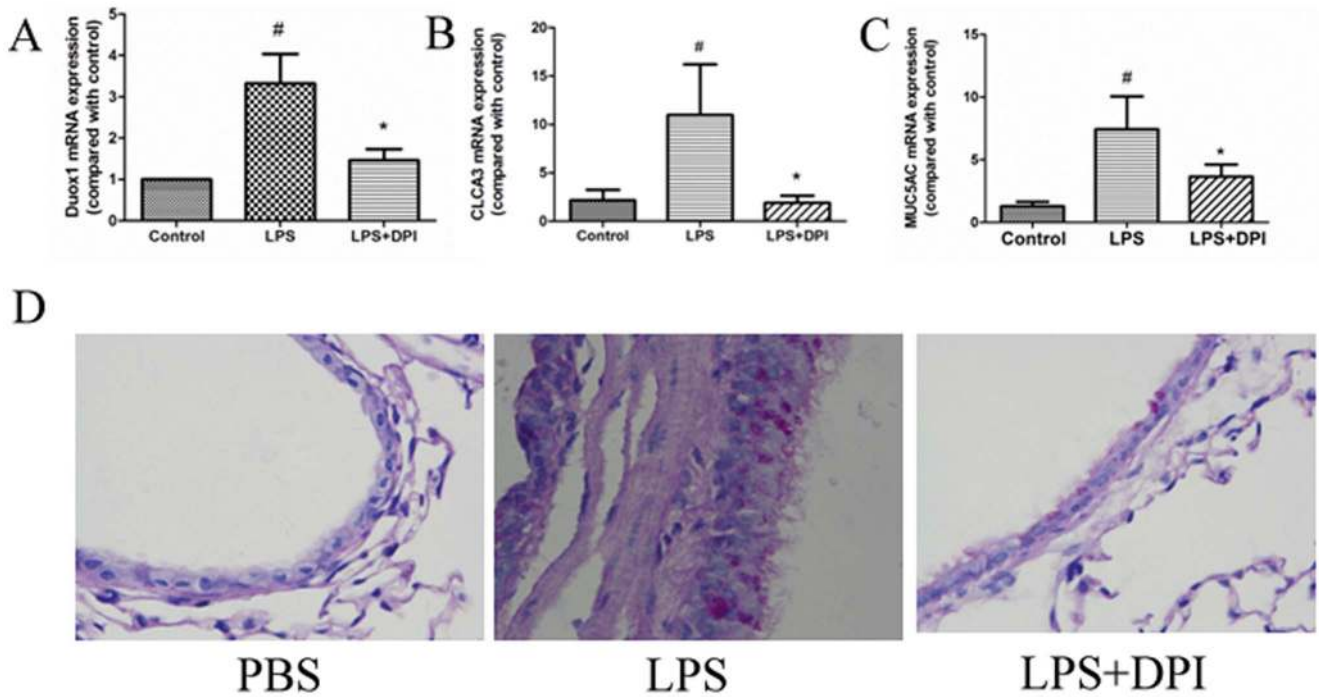 A
Duox1 mRNA expression
(compared with control)
5
4
3
2
1
0
#
*
Control LPS LPS+DPI
B
CLCA3 mRNA expression
(compared with control)
20
15
10
5
0
#
*
Control LPS LPS+DPI
C
MUC5AC mRNA expression
(compared with control)
15
10
5
0
#
*
Control LPS LPS+DPI
D
PBS LPS LPS+DPI